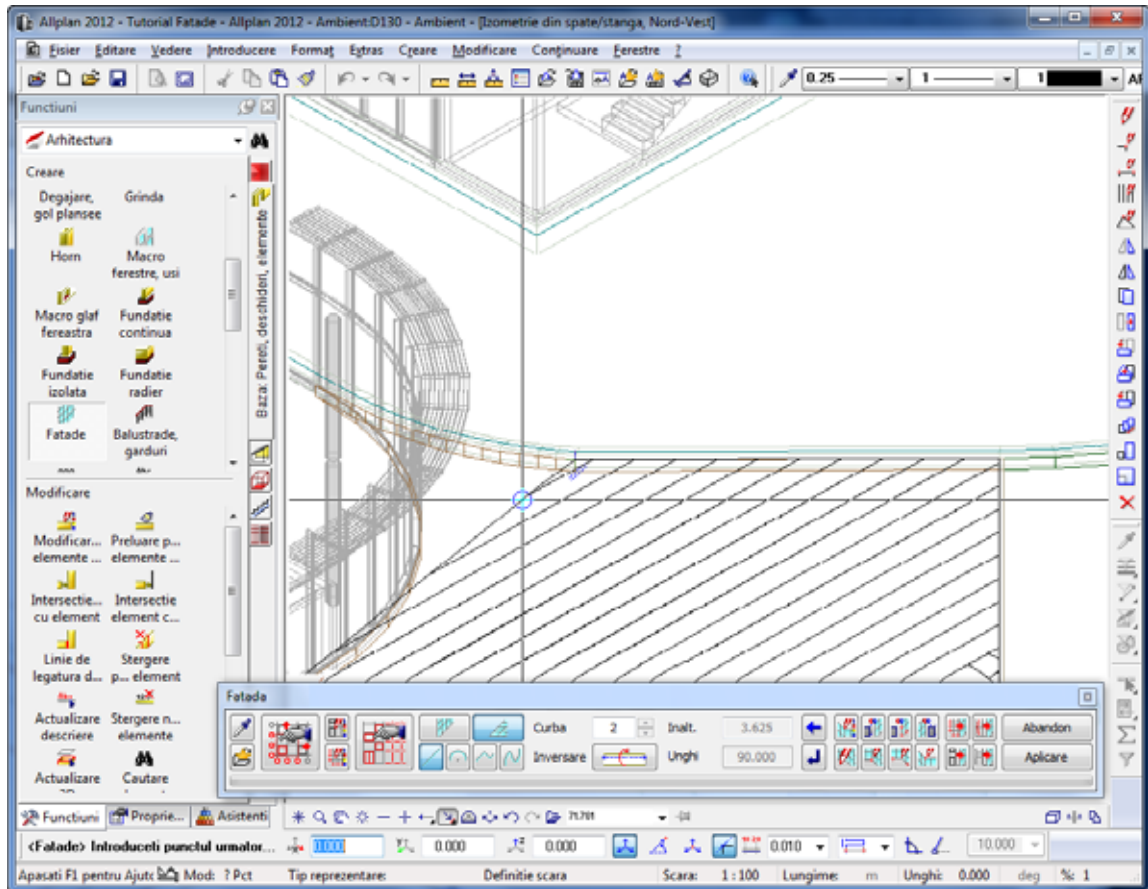 Allplan 2012 - Tutorial Fatade - Allplan 2012 - Ambient:D130 - Ambient - [Izometrie din spate/stanga, Nord-Vest]
Fisier Editare Vedere Introducere Format Extras Creare Modificare Continuare Ferestre ?
0.25 1 1
Functiuni
Arhitectura
Creare
Degajare, Grinda
gol plansee
Horn Macro
ferestre, usi
Macro glaf Fundatie
fereastra continua
Fundatie Fundatie
izolata radier
Fatade Balustrade,
garduri
Baza: Pereti, deschideri, elemente
Modificare
Modificar... Preluare p...
elemente ... elemente ...
Intersectie... Intersectie
cu element element c...
Linie de Stergere
legatura d... p... element
Actualizare Stergere n...
descriere elemente
Actualizare Cautare
Fatada
Curba 2 Inalt. 3.625 Abandon
Inversare Unghi 90.000 Aplicare
Functiuni Proprie... Asistenti
<Fatade> Introduceti punctul urmator... 0.000 0.000 0.000 0.010 10.000
Apasati F1 pentru Ajutc Mod: ? Pct Tip reprezentare: Definitie scara Scara: 1:100 Lungime: m Unghi: 0.000 deg %: 1